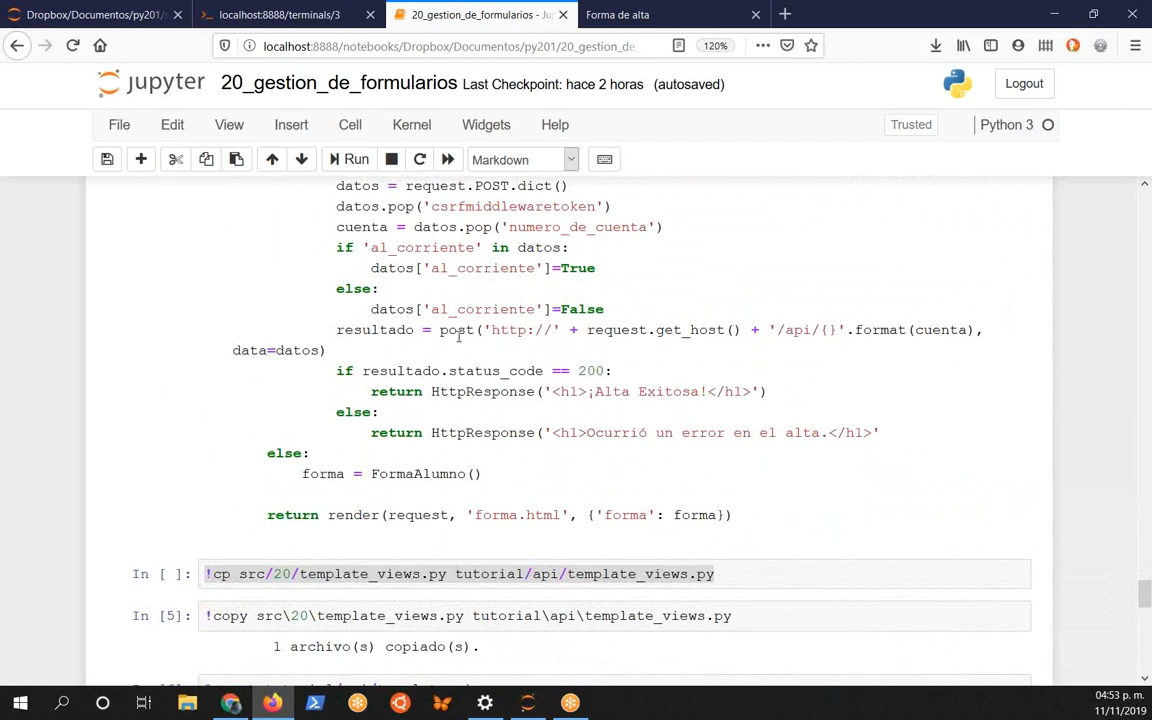 Dropbox/Documentos/py201/s
localhost:8888/terminals/3
20_gestion_de_formularios - Jup
Forma de alta
localhost:8888/notebooks/Dropbox/Documentos/py201/20_gestion_de_
120%
jupyter 20_gestion_de_formularios Last Checkpoint: hace 2 horas (autosaved)
Logout
File Edit View Insert Cell Kernel Widgets Help
Trusted
Python 3
Run
Markdown
datos = request.POST.dict()
datos.pop('csrfmiddlewaretoken')
cuenta = datos.pop('numero_de_cuenta')
if 'al_corriente' in datos:
datos['al_corriente']=True
else:
datos['al_corriente']=False
resultado = post('http://' + request.get_host() + '/api/{}'.format(cuenta),
data=datos)
if resultado.status_code == 200:
return HttpResponse('<h1>¡Alta Exitosa!</h1>')
else:
return HttpResponse('<h1>Ocurrió un error en el alta.</h1>'
else:
forma = FormaAlumno()
return render(request, 'forma.html', {'forma': forma})
In [ ]: !cp src/20/template_views.py tutorial/api/template_views.py
In [5]: !copy src\20\template_views.py tutorial\api\template_views.py
1 archivo(s) copiado(s).
04:53 p. m.
11/11/2019